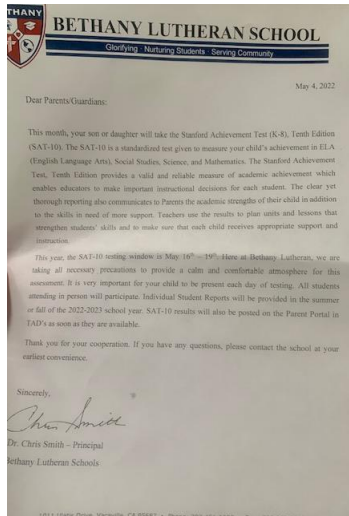 THANY
BETHANY LUTHERAN SCHOOL
Glorifying · Nurturing Students · Serving Community
May 4, 2022
Dear Parents/Guardians:
This month, your son or daughter will take the Stanford Achievement Test (K-8), Tenth Edition
(SAT-10). The SAT-10 is a standardized test given to measure your child's achievement in ELA
(English Language Arts), Social Studies, Science, and Mathematics. The Stanford Achievement
Test, Tenth Edition provides a valid and reliable measure of academic achievement which
enables educators to make important instructional decisions for each student. The clear yet
thorough reporting also communicates to Parents the academic strengths of their child in addition
to the skills in need of more support. Teachers use the results to plan units and lessons that
strengthen students' skills and to make sure that each child receives appropriate support and
instruction.
This year, the SAT-10 testing window is May 16th – 19th. Here at Bethany Lutheran, we are
taking all necessary precautions to provide a calm and comfortable atmosphere for this
assessment. It is very important for your child to be present each day of testing. All students
attending in person will participate. Individual Student Reports will be provided in the summer
or fall of the 2022-2023 school year. SAT-10 results will also be posted on the Parent Portal in
TAD's as soon as they are available.
Thank you for your cooperation. If you have any questions, please contact the school at your
earliest convenience.
Sincerely,
Chris Smith
Dr. Chris Smith – Principal
Bethany Lutheran Schools